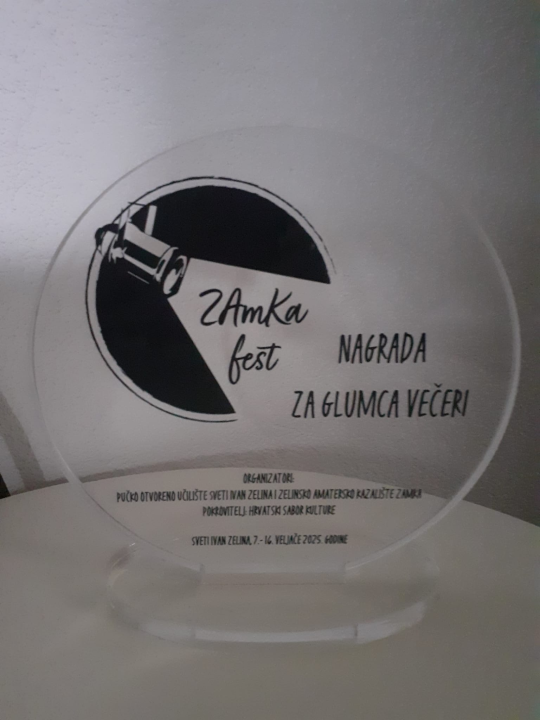 ZAmKa
fest
NAGRADA
ZA GLUMCA VEČERI
ORGANIZATORI:
PUČKO OTVORENO UČILIŠTE SVETI IVAN ZELINA I ZELINSKO AMATERSKO KAZALIŠTE ZAMKA
POKROVITELJ: HRVATSKI SABOR KULTURE
SVETI IVAN ZELINA, 7. - 16. VELJAČE 2025. GODINE